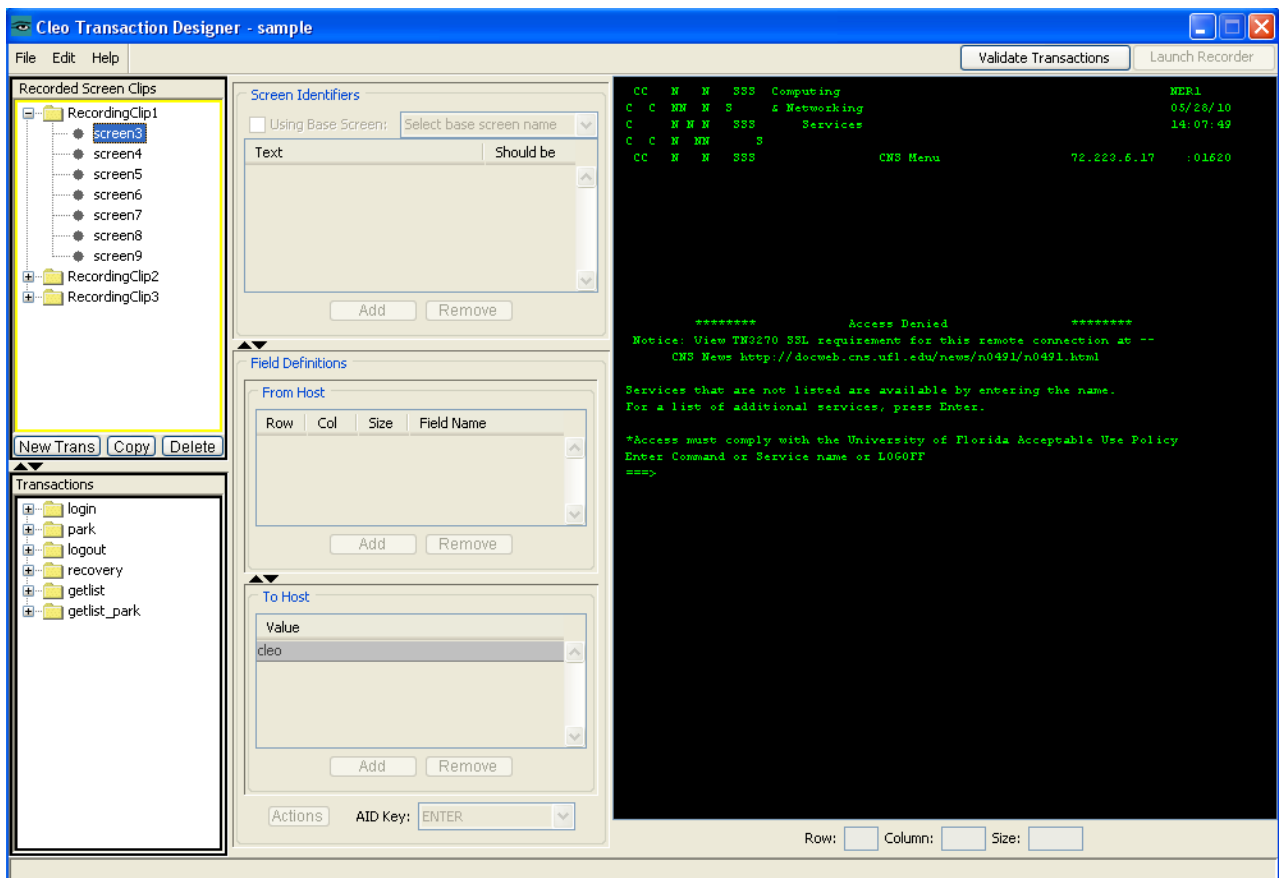 Cleo Transaction Designer - sample
File Edit Help
Validate Transactions
Launch Recorder
Recorded Screen Clips
RecordingClip1
screen3
screen4
screen5
screen6
screen7
screen8
screen9
RecordingClip2
RecordingClip3
New Trans Copy Delete
Transactions
login
park
logout
recovery
getlist
getlist_park
Screen Identifiers
Using Base Screen: Select base screen name
Text Should be
Add Remove
Field Definitions
From Host
Row Col Size Field Name
Add Remove
To Host
Value
cleo
Add Remove
Actions AID Key: ENTER
CC N N SSS Computing NER1
C C NN N S & Networking 05/28/10
C N N N SSS Services 14:07:49
C C N NN S
CC N N SSS CNS Menu 72.223.6.17 :01620
******** Access Denied ********
Notice: View TN3270 SSL requirement for this remote connection at --
CNS News http://docweb.cns.ufl.edu/news/n0491/n0491.html
Services that are not listed are available by entering the name.
For a list of additional services, press Enter.
*Access must comply with the University of Florida Acceptable Use Policy
Enter Command or Service name or LOGOFF
===>
Row: Column: Size: